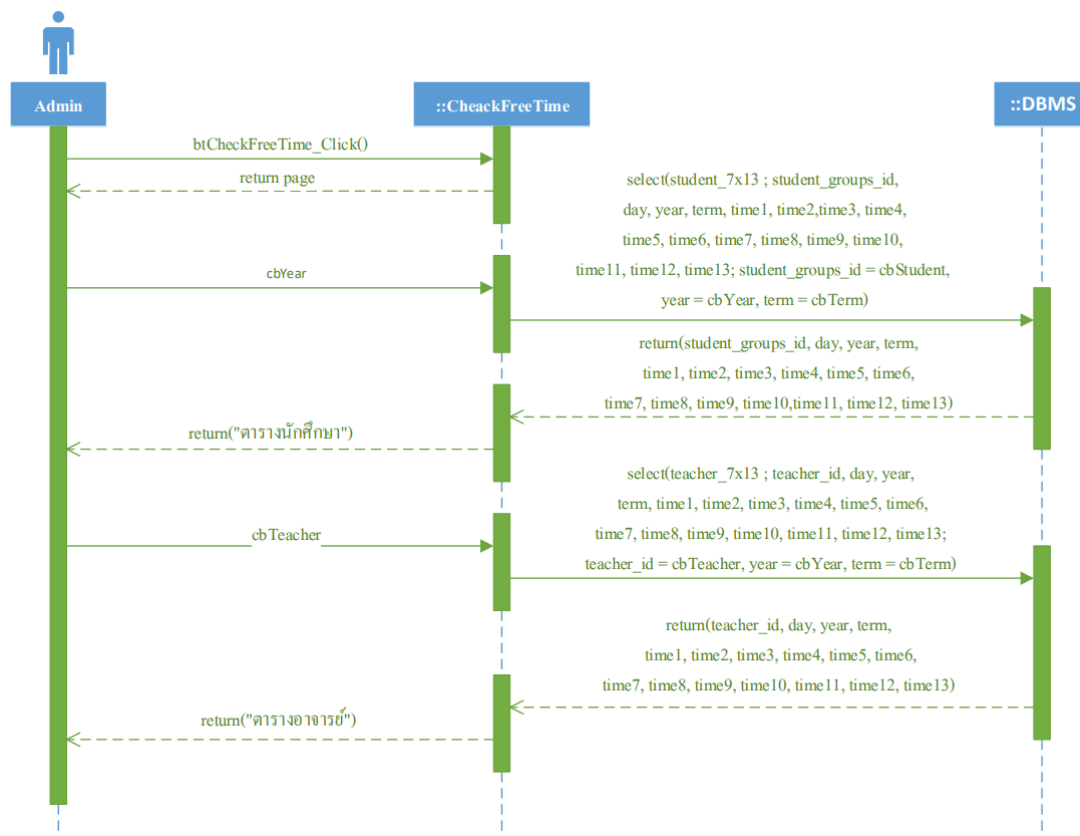 Admin
::CheackFreeTime
::DBMS
btCheckFreeTime_Click()
return page
select(student_7x13 ; student_groups_id,
day, year, term, time1, time2,time3, time4,
time5, time6, time7, time8, time9, time10,
time11, time12, time13; student_groups_id = cbStudent,
year = cbYear, term = cbTerm)
cbYear
return(student_groups_id, day, year, term,
time1, time2, time3, time4, time5, time6,
time7, time8, time9, time10,time11, time12, time13)
return("ตารางนักศึกษา")
select(teacher_7x13 ; teacher_id, day, year,
term, time1, time2, time3, time4, time5, time6,
time7, time8, time9, time10, time11, time12, time13;
teacher_id = cbTeacher, year = cbYear, term = cbTerm)
cbTeacher
return(teacher_id, day, year, term,
time1, time2, time3, time4, time5, time6,
time7, time8, time9, time10, time11, time12, time13)
return("ตารางอาจารย์")